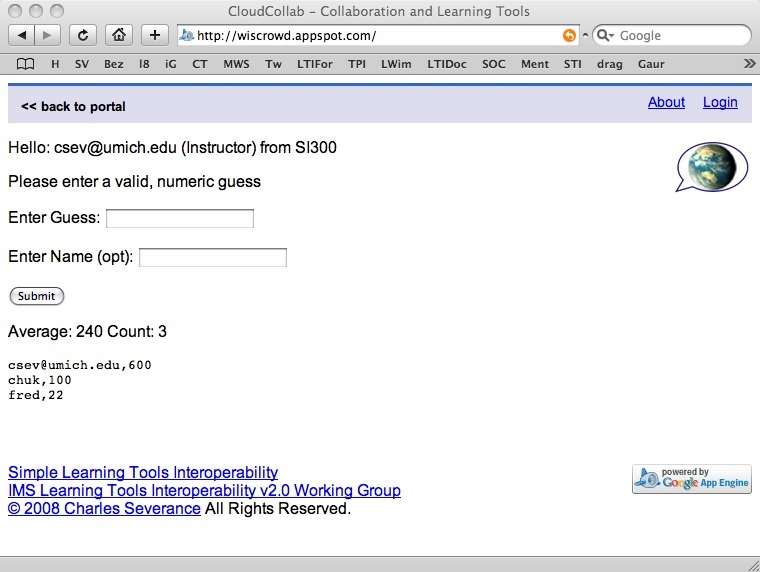 CloudCollab – Collaboration and Learning Tools
http://wiscrowd.appspot.com/
Google
H SV Bez I8 iG CT MWS Tw LTIFor TPI LWim LTIDoc SOC Ment STI drag Gaur
<< back to portal
About Login
Hello: csev@umich.edu (Instructor) from SI300
Please enter a valid, numeric guess
Enter Guess:
Enter Name (opt):
Submit
Average: 240 Count: 3
csev@umich.edu,600
chuk,100
fred,22
Simple Learning Tools Interoperability
IMS Learning Tools Interoperability v2.0 Working Group
© 2008 Charles Severance All Rights Reserved.
powered by
Google App Engine